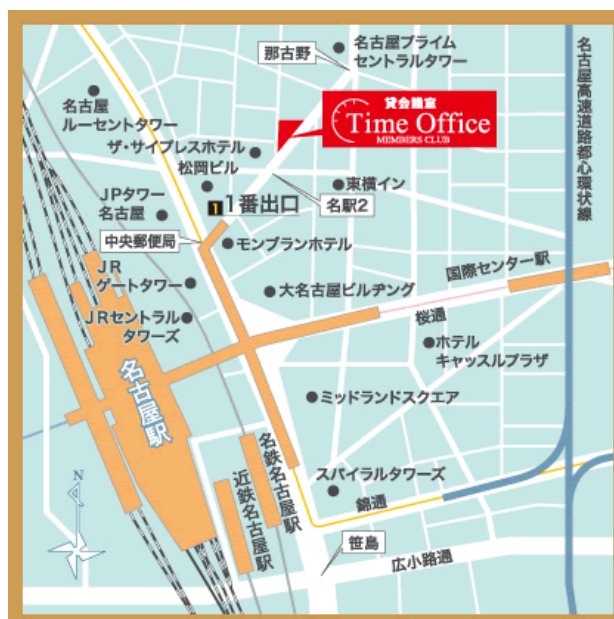 名古屋プライム
セントラルタワー
那古野
名古屋
ルーセントタワー
貸会議室
Time Office
MEMBERS CLUB
ザ・サイプレスホテル
松岡ビル
JPタワー
名古屋
1
1番出口
東横イン
名駅2
中央郵便局
モンブランホテル
名古屋高速道路都心環状線
国際センター駅
JR
ゲートタワー
大名古屋ビルヂング
桜通
JRセントラル
タワーズ
ホテル
キャッスルプラザ
名古屋駅
ミッドランドスクエア
名鉄名古屋駅
近鉄名古屋駅
スパイラルタワーズ
錦通
N
笹島
広小路通